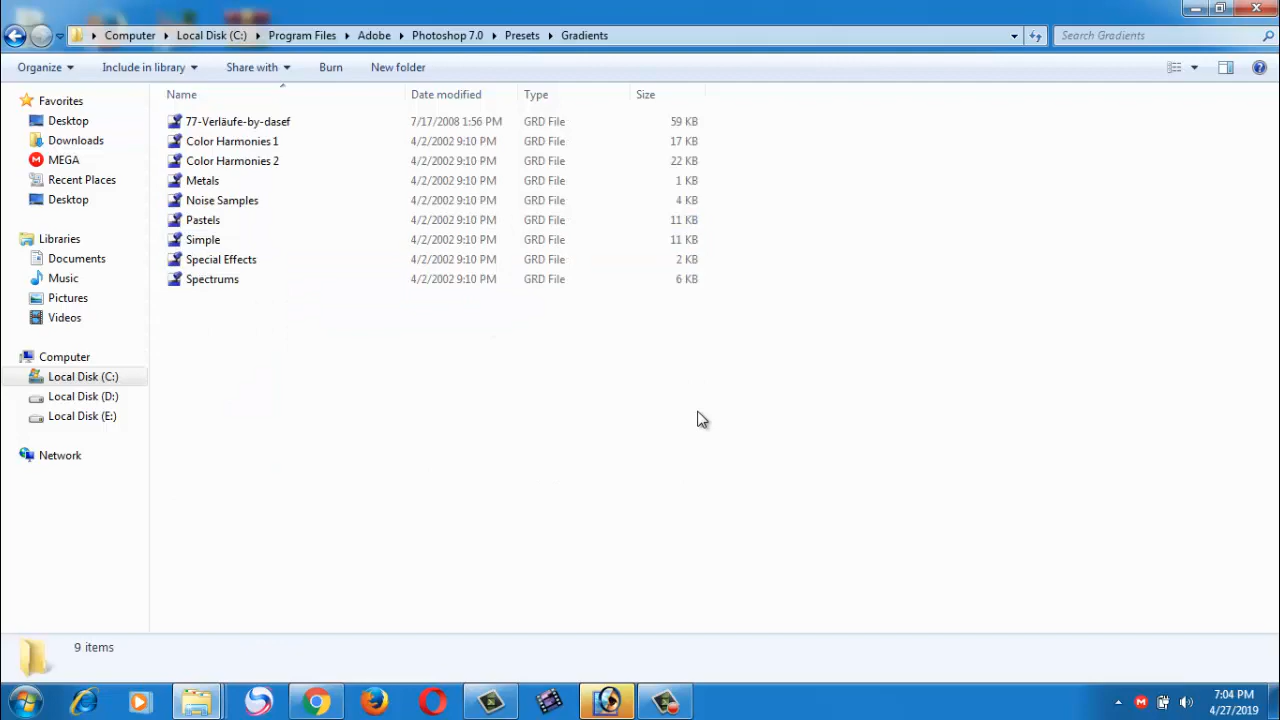 Computer Local Disk (C:) Program Files Adobe Photoshop 7.0 Presets Gradients Search Gradients
Organize Include in library Share with Burn New folder
Favorites
Desktop
Downloads
MEGA
Recent Places
Desktop
Libraries
Documents
Music
Pictures
Videos
Computer
Local Disk (C:)
Local Disk (D:)
Local Disk (E:)
Network
Name Date modified Type Size
77-Verläufe-by-dasef 7/17/2008 1:56 PM GRD File 59 KB
Color Harmonies 1 4/2/2002 9:10 PM GRD File 17 KB
Color Harmonies 2 4/2/2002 9:10 PM GRD File 22 KB
Metals 4/2/2002 9:10 PM GRD File 1 KB
Noise Samples 4/2/2002 9:10 PM GRD File 4 KB
Pastels 4/2/2002 9:10 PM GRD File 11 KB
Simple 4/2/2002 9:10 PM GRD File 11 KB
Special Effects 4/2/2002 9:10 PM GRD File 2 KB
Spectrums 4/2/2002 9:10 PM GRD File 6 KB
9 items
7:04 PM
4/27/2019